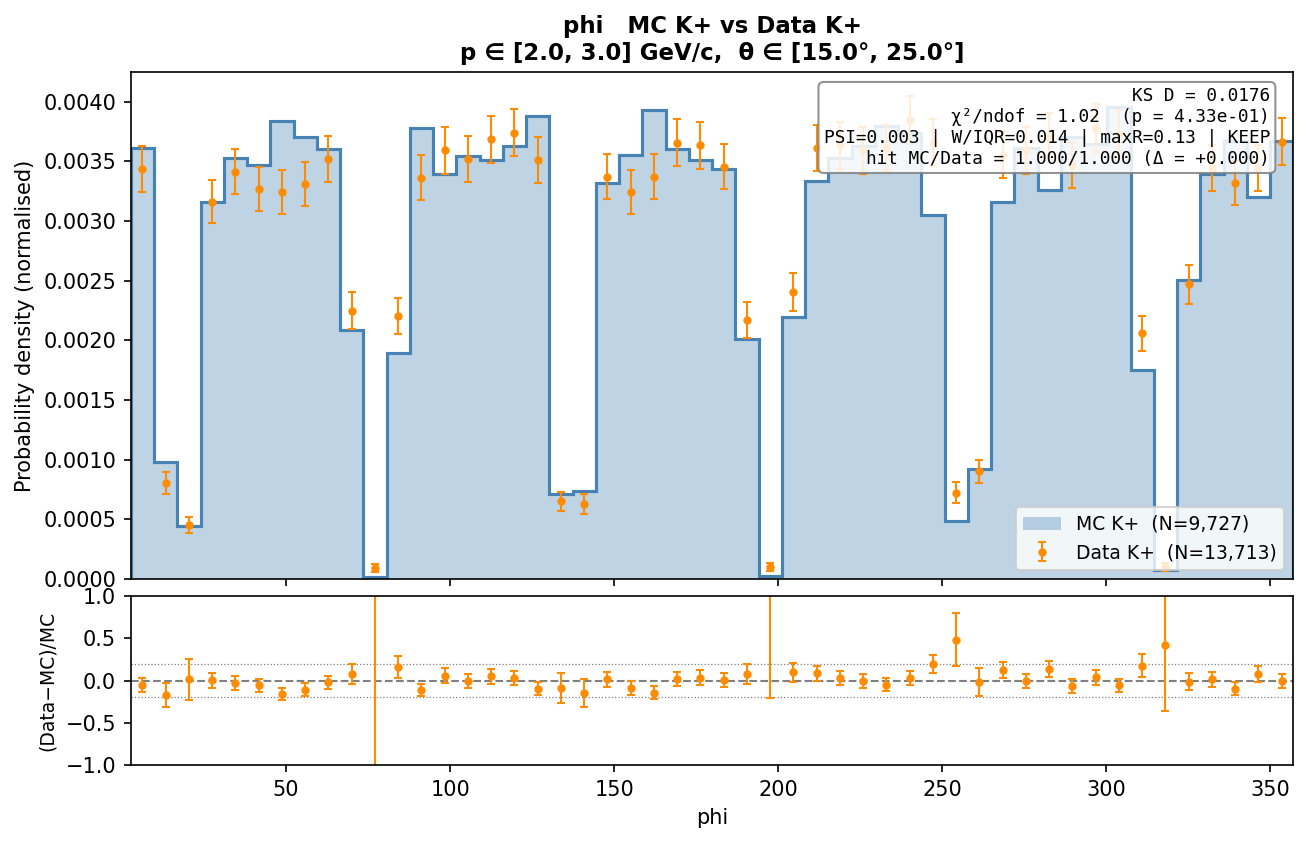 phi   MC K+ vs Data K+
p ∈ [2.0, 3.0] GeV/c,  θ ∈ [15.0°, 25.0°]
KS D = 0.0176
χ²/ndof = 1.02  (p = 4.33e-01)
PSI=0.003 | W/IQR=0.014 | maxR=0.13 | KEEP
hit MC/Data = 1.000/1.000 (Δ = +0.000)
Probability density (normalised)
0.0040
0.0035
0.0030
0.0025
0.0020
0.0015
0.0010
0.0005
0.0000
MC K+  (N=9,727)
Data K+  (N=13,713)
(Data−MC)/MC
1.0
0.5
0.0
−0.5
−1.0
50
100
150
200
250
300
350
phi